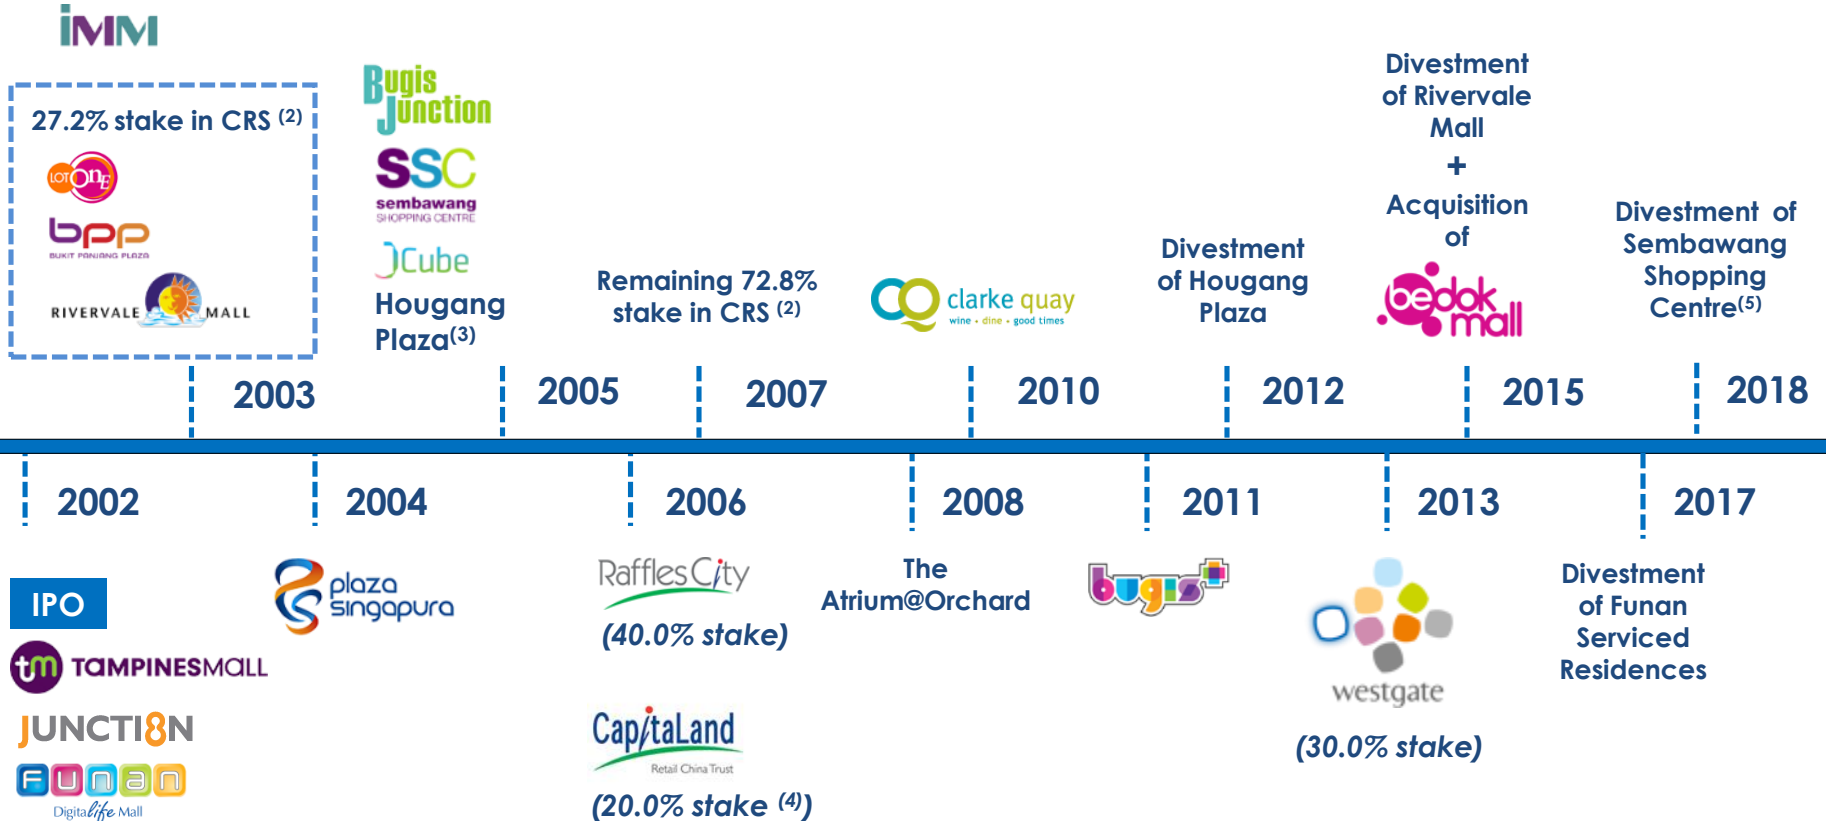 IMM
27.2% stake in CRS (2)
LOT One
bpp
BUKIT PANJANG PLAZA
RIVERVALE MALL
Bugis
Junction
SSC
sembawang
SHOPPING CENTRE
JCube
Hougang
Plaza(3)
Remaining 72.8%
stake in CRS (2)
CQ clarke quay
wine • dine • good times
Divestment
of Hougang
Plaza
Divestment
of Rivervale
Mall
+
Acquisition
of
bedok
mall
Divestment of
Sembawang
Shopping
Centre(5)
2003
2005
2007
2010
2012
2015
2018
2002
2004
2006
2008
2011
2013
2017
IPO
tm TAMPINESMALL
JUNCTI8N
FUNAN
Digitalife Mall
plaza
singapura
Raffles City
(40.0% stake)
CapitaLand
Retail China Trust
(20.0% stake (4))
The
Atrium@Orchard
bugis+
westgate
(30.0% stake)
Divestment
of Funan
Serviced
Residences